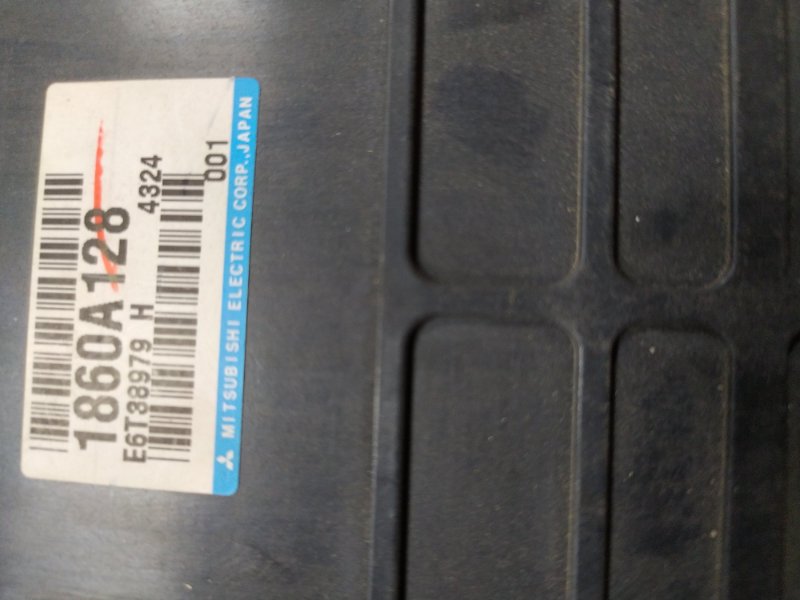 1860A128
E6T38979 H 4324
001
MITSUBISHI ELECTRIC CORP.,JAPAN